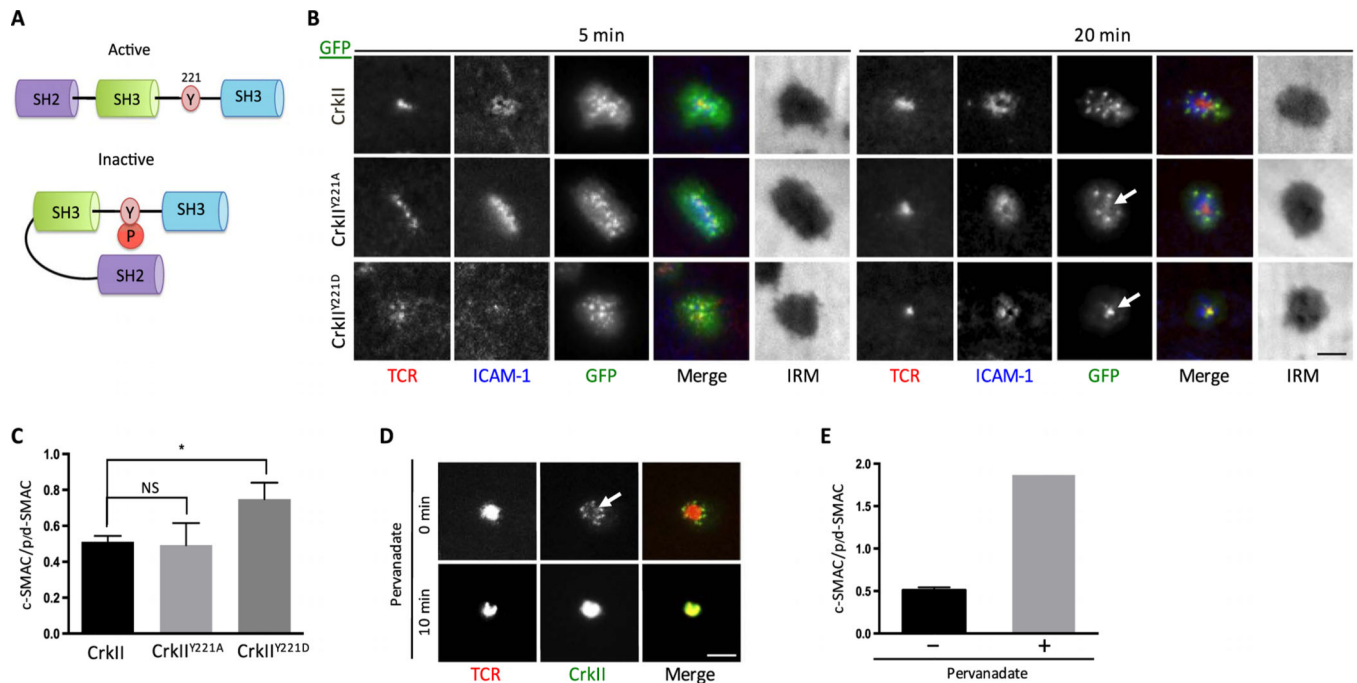 A
Active
221
SH2 SH3 Y SH3
Inactive
SH3 Y SH3
P
SH2
B
5 min 20 min
GFP
CrkII
CrkII^Y221A
CrkII^Y221D
TCR ICAM-1 GFP Merge IRM TCR ICAM-1 GFP Merge IRM
C
c-SMAC/p/d-SMAC
1.0
0.8
0.6
0.4
0.2
0.0
*
NS
CrkII CrkII^Y221A CrkII^Y221D
D
Pervanadate
0 min
10 min
TCR CrkII Merge
E
c-SMAC/p/d-SMAC
2.0
1.5
1.0
0.5
0.0
− +
Pervanadate